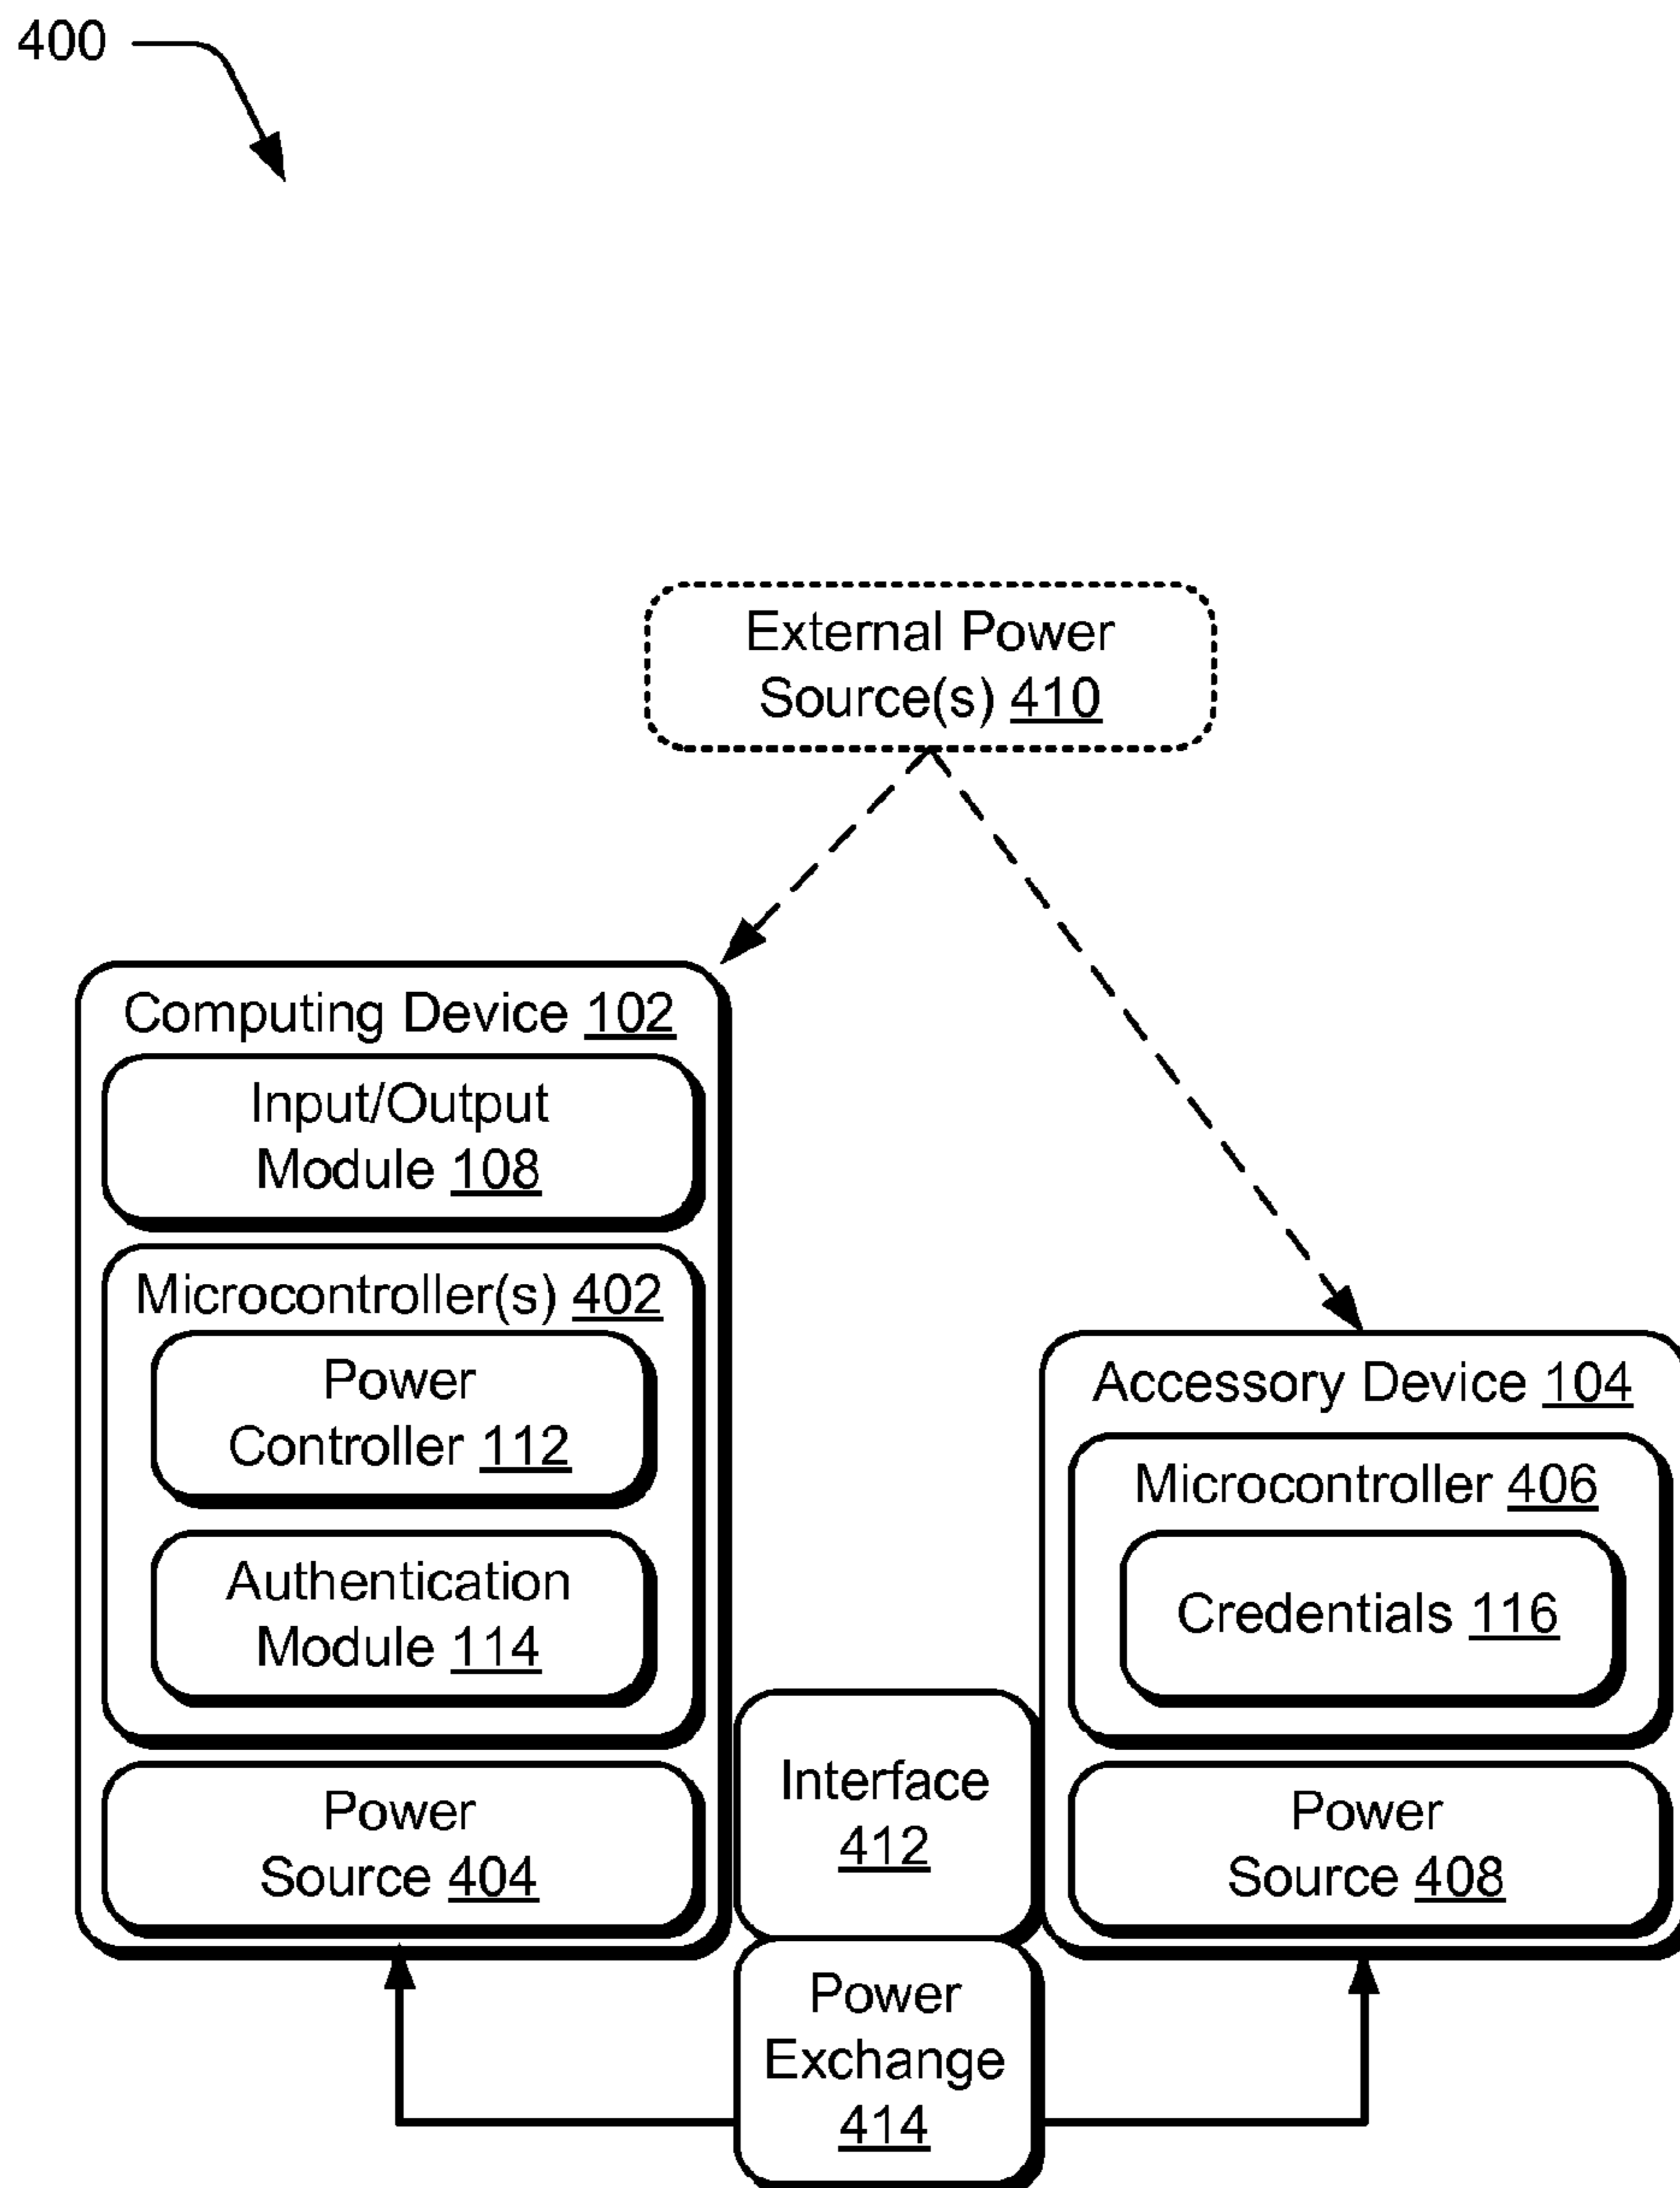 400
External Power
Source(s) 410
Computing Device 102
Input/Output
Module 108
Microcontroller(s) 402
Power
Controller 112
Authentication
Module 114
Power
Source 404
Interface
412
Power
Exchange
414
Accessory Device 104
Microcontroller 406
Credentials 116
Power
Source 408